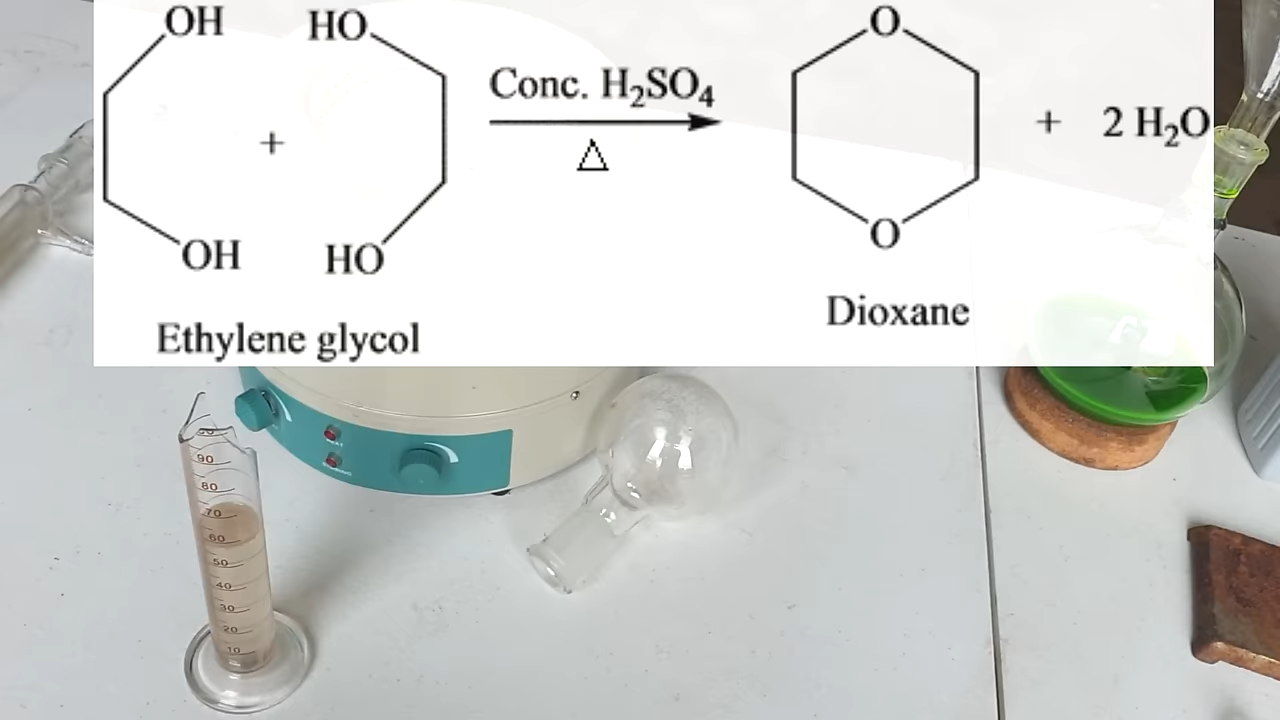 OH HO
+
OH HO
Ethylene glycol
Conc. H₂SO₄
△
O
O
Dioxane
+ 2 H₂O
90
80
70
60
50
40
30
20
10